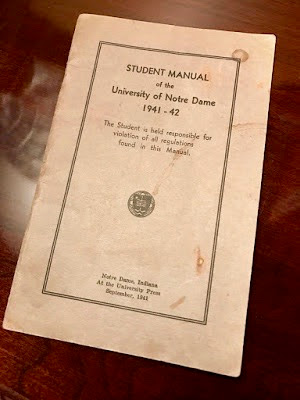 STUDENT MANUAL
of the
University of Notre Dame
1941 - 42
The Student is held responsible for
violation of all regulations
found in this Manual.
Notre Dame, Indiana
At the University Press
September, 1941